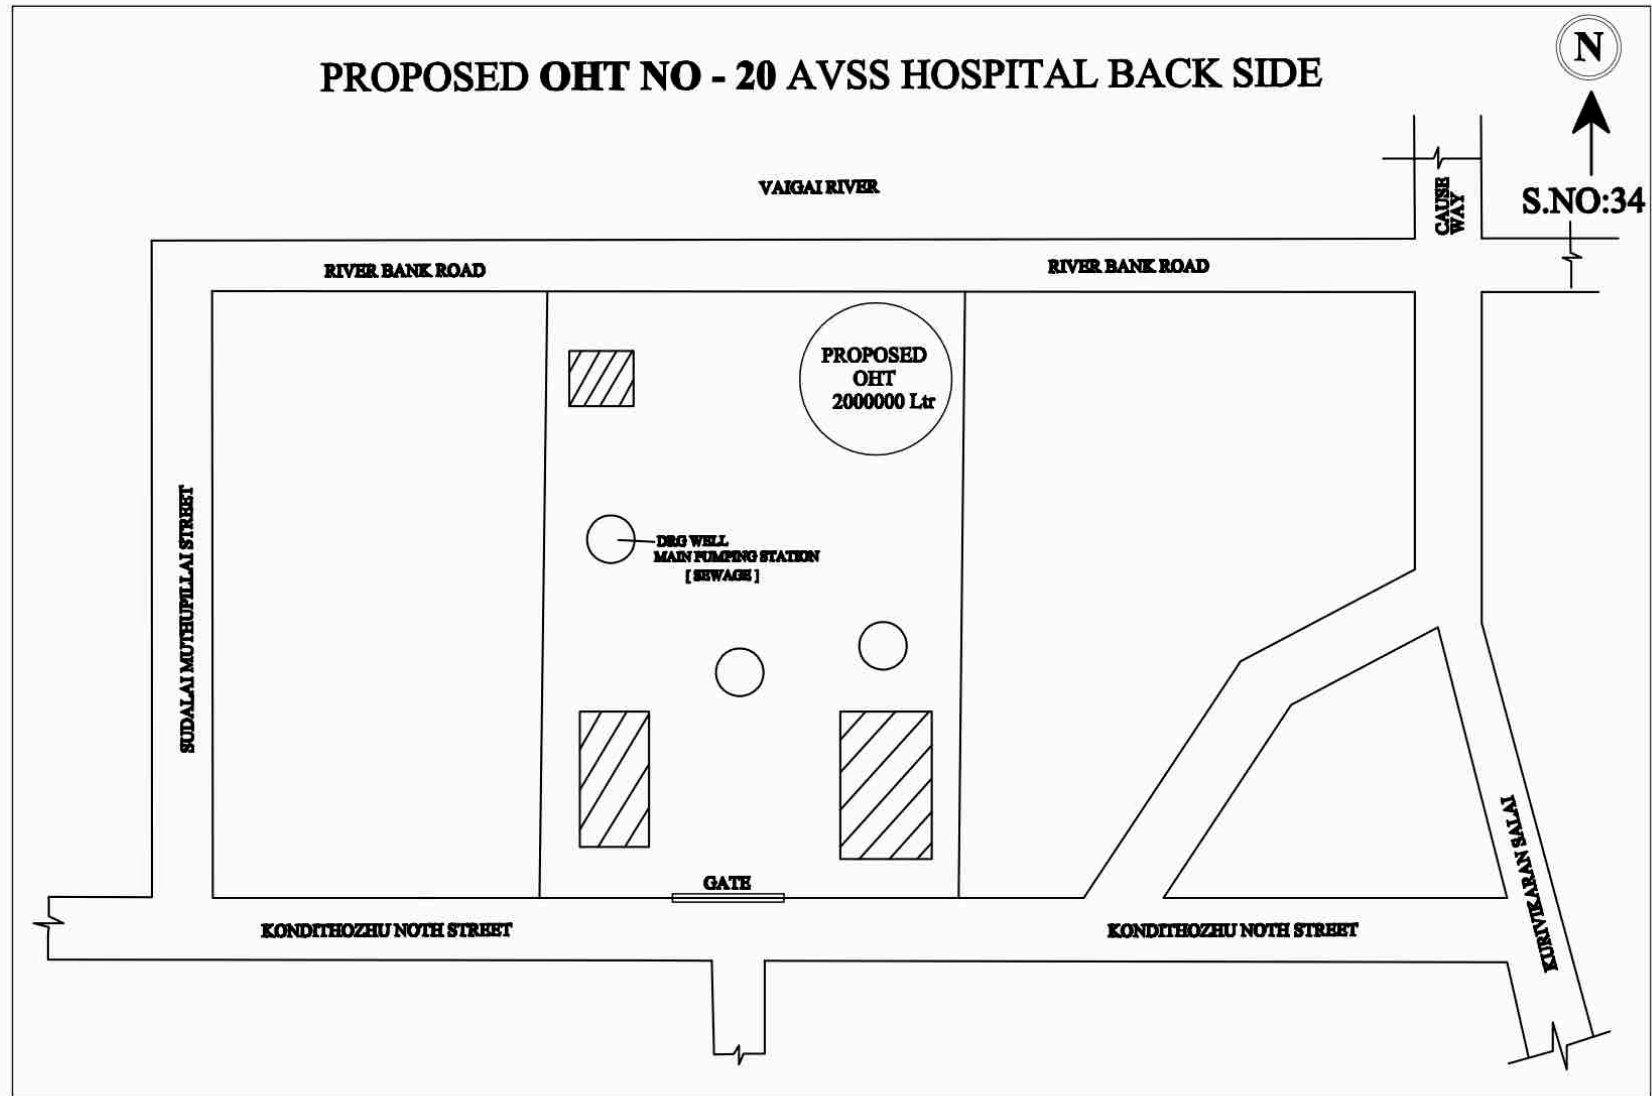 N
PROPOSED OHT NO - 20 AVSS HOSPITAL BACK SIDE
VAIGAI RIVER
CAUSE
WAY
S.NO:34
RIVER BANK ROAD
RIVER BANK ROAD
PROPOSED
OHT
2000000 Ltr
SUDALAI MUTHUPILLAI STREET
DRG WELL
MAIN PUMPING STATION
[ SEWAGE ]
KURIVIKARAN SALAI
GATE
KONDITHOZHU NOTH STREET
KONDITHOZHU NOTH STREET